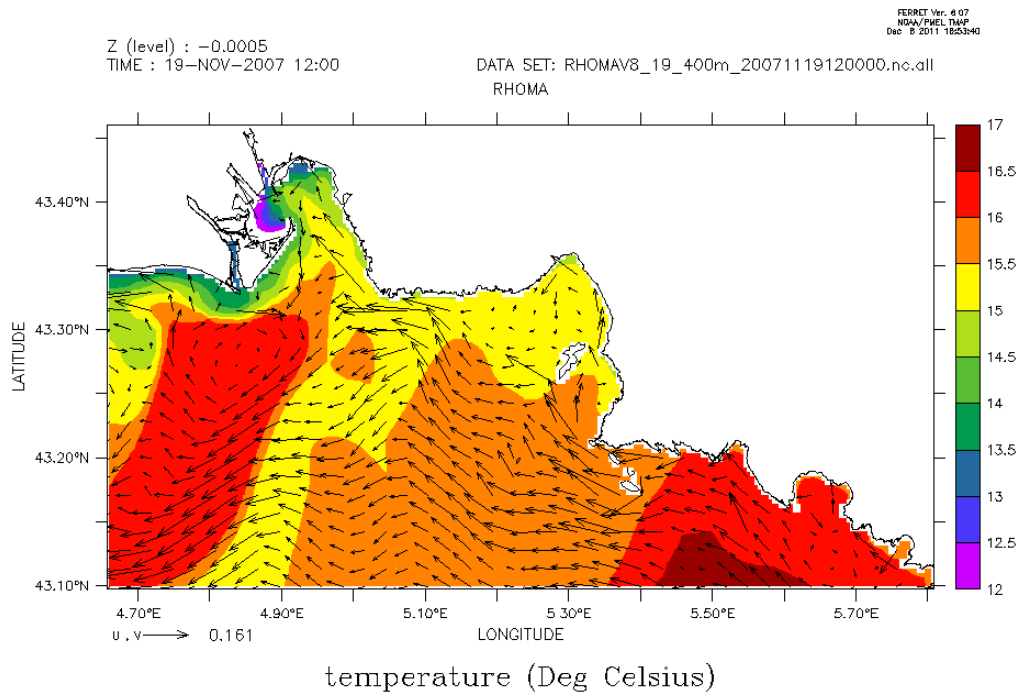 FERRET Ver. 6.07
NOAA/PMEL TMAP
Dec 8 2011 18:53:40
Z (level) : -0.0005
TIME : 19-NOV-2007 12:00
DATA SET: RHOMAV8_19_400m_20071119120000.nc.all
RHOMA
17
16.5
16
15.5
15
14.5
14
13.5
13
12.5
12
43.40°N
43.30°N
43.20°N
43.10°N
LATITUDE
4.70°E
4.90°E
5.10°E
5.30°E
5.50°E
5.70°E
LONGITUDE
U , V 0.161
temperature (Deg Celsius)